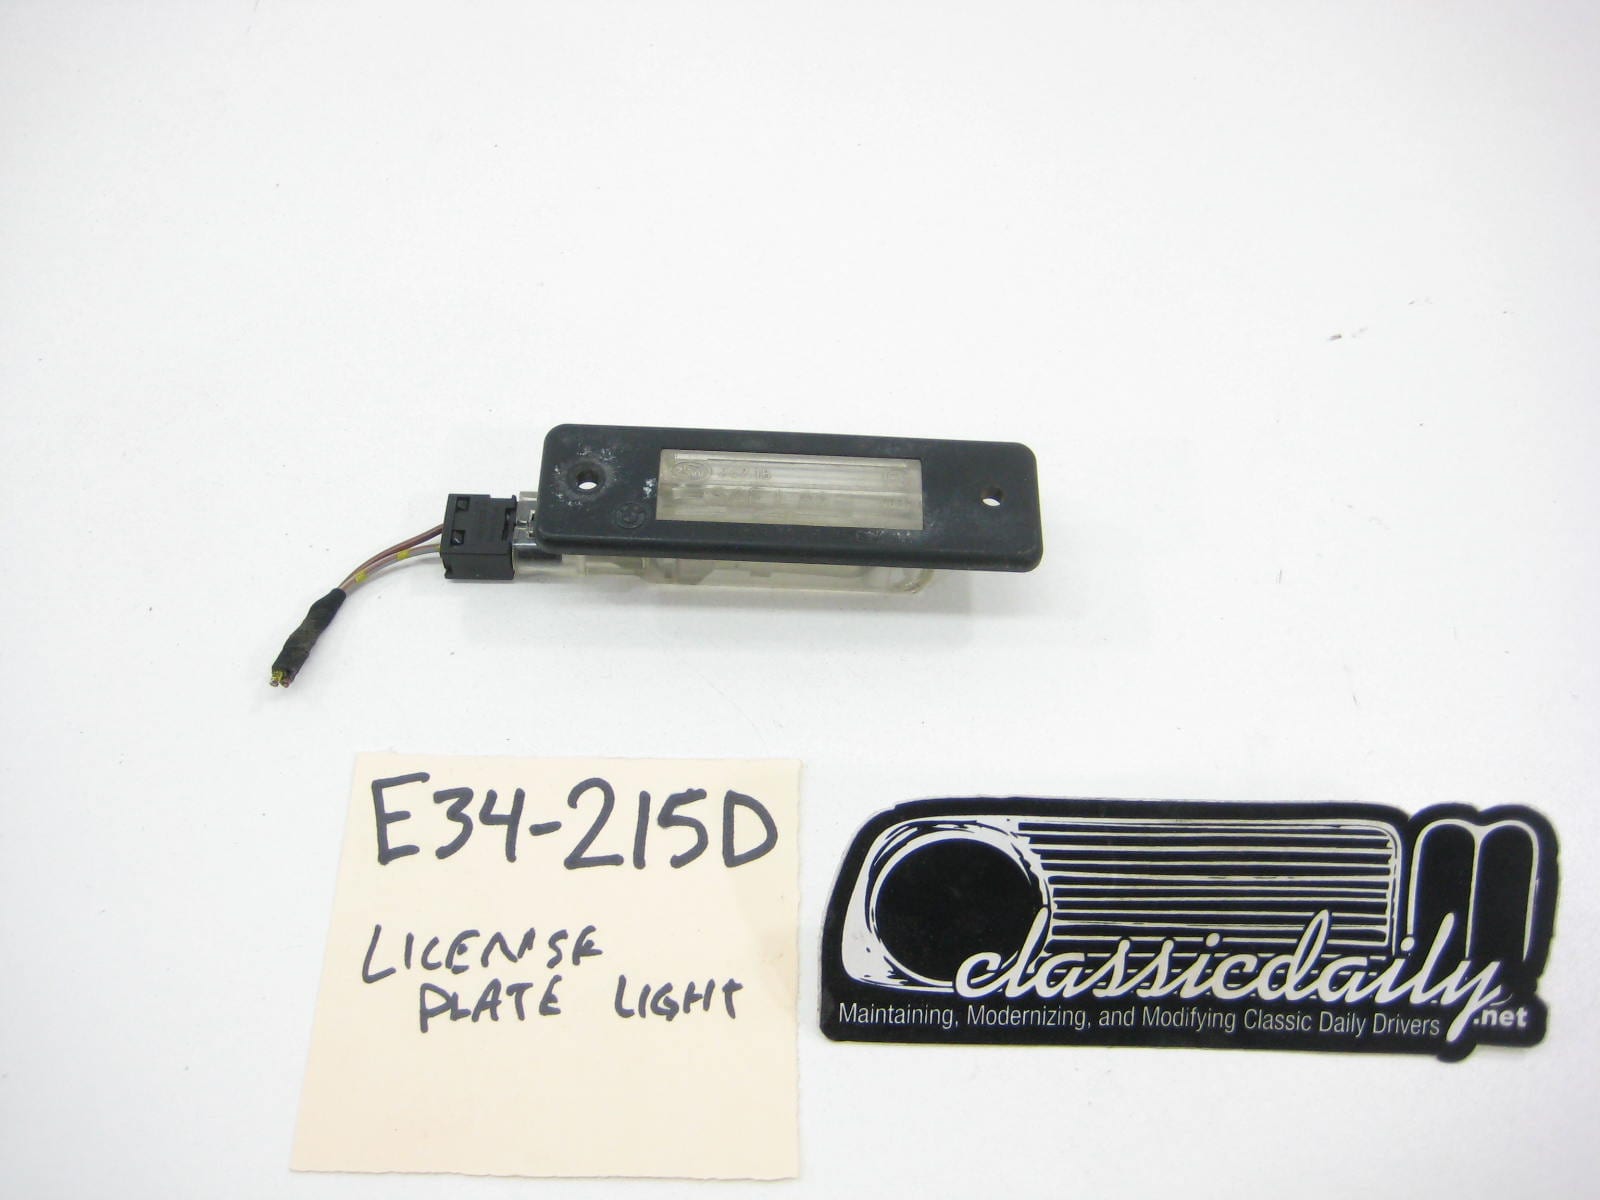 E34-215D
LICENSE
PLATE LIGHT
classicdaily
.net
Maintaining, Modernizing, and Modifying Classic Daily Drivers